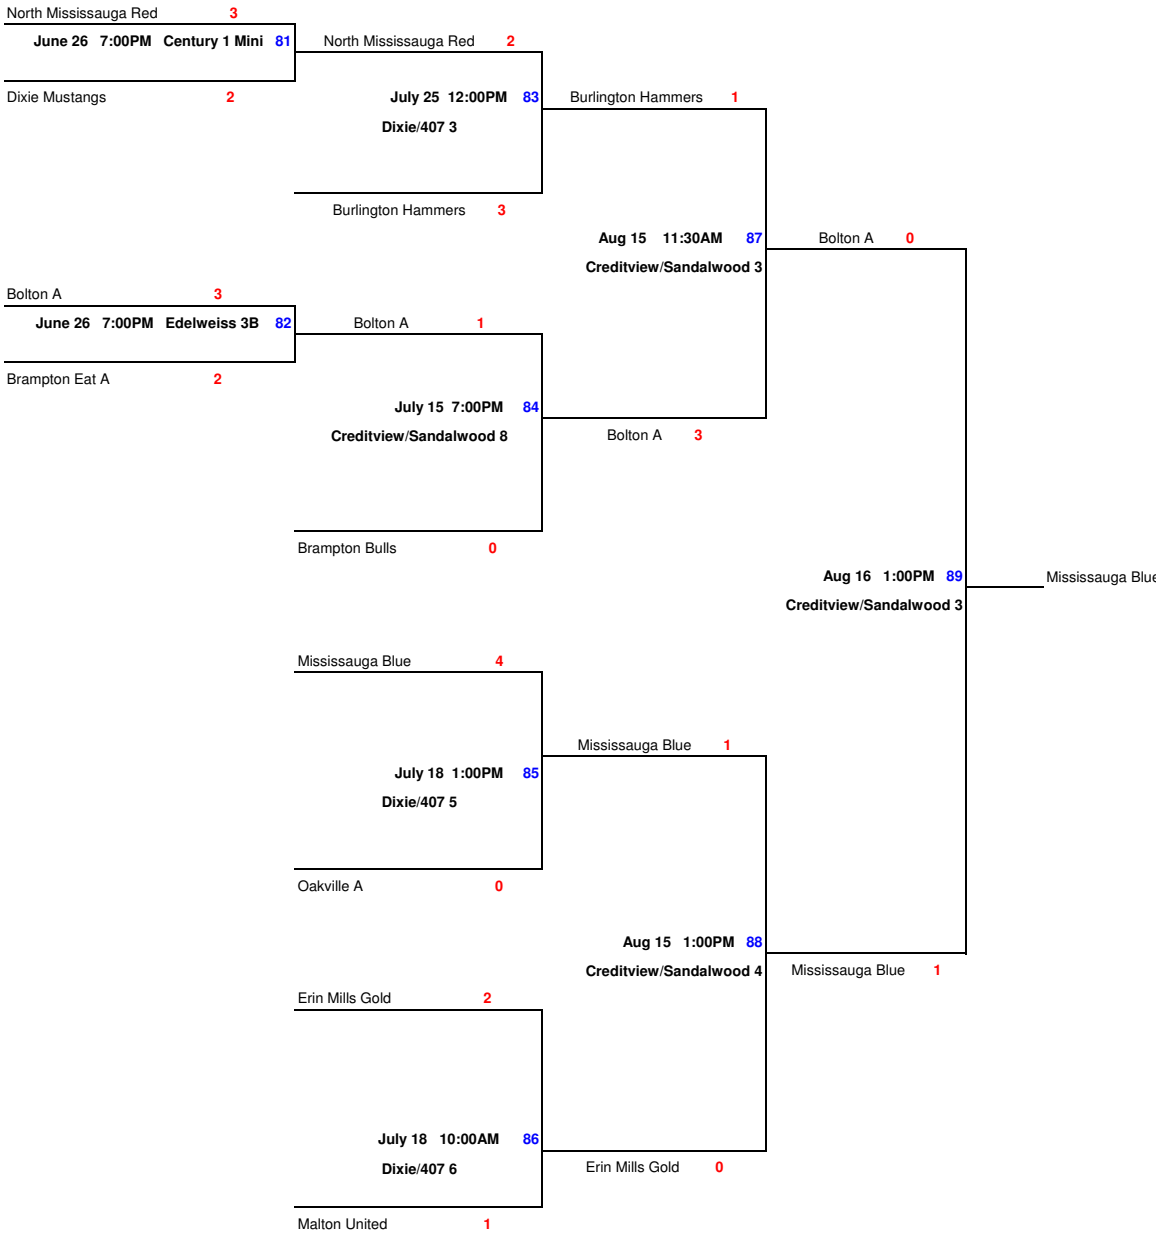 North Mississauga Red 3
June 26 7:00PM Century 1 Mini 81
North Mississauga Red 2
Dixie Mustangs 2
July 25 12:00PM 83
Burlington Hammers 1
Dixie/407 3
Burlington Hammers 3
Aug 15 11:30AM 87
Bolton A 0
Creditview/Sandalwood 3
Bolton A 3
June 26 7:00PM Edelweiss 3B 82
Bolton A 1
Brampton Eat A 2
July 15 7:00PM 84
Creditview/Sandalwood 8
Bolton A 3
Brampton Bulls 0
Aug 16 1:00PM 89
Mississauga Blue
Creditview/Sandalwood 3
Mississauga Blue 4
Mississauga Blue 1
July 18 1:00PM 85
Dixie/407 5
Oakville A 0
Aug 15 1:00PM 88
Creditview/Sandalwood 4
Mississauga Blue 1
Erin Mills Gold 2
July 18 10:00AM 86
Dixie/407 6
Erin Mills Gold 0
Malton United 1